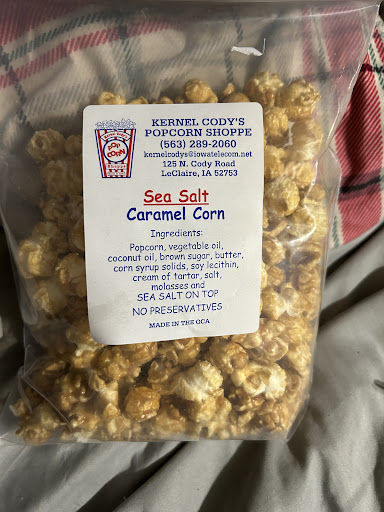 KERNEL CODY'S
POPCORN SHOPPE
(563) 289-2060
kernelcodys@iowatelecom.net
125 N. Cody Road
LeClaire, IA 52753
POP
CORN
Sea Salt
Caramel Corn
Ingredients:
Popcorn, vegetable oil,
coconut oil, brown sugar, butter,
corn syrup solids, soy lecithin,
cream of tartar, salt,
molasses and
SEA SALT ON TOP
NO PRESERVATIVES
MADE IN THE QCA